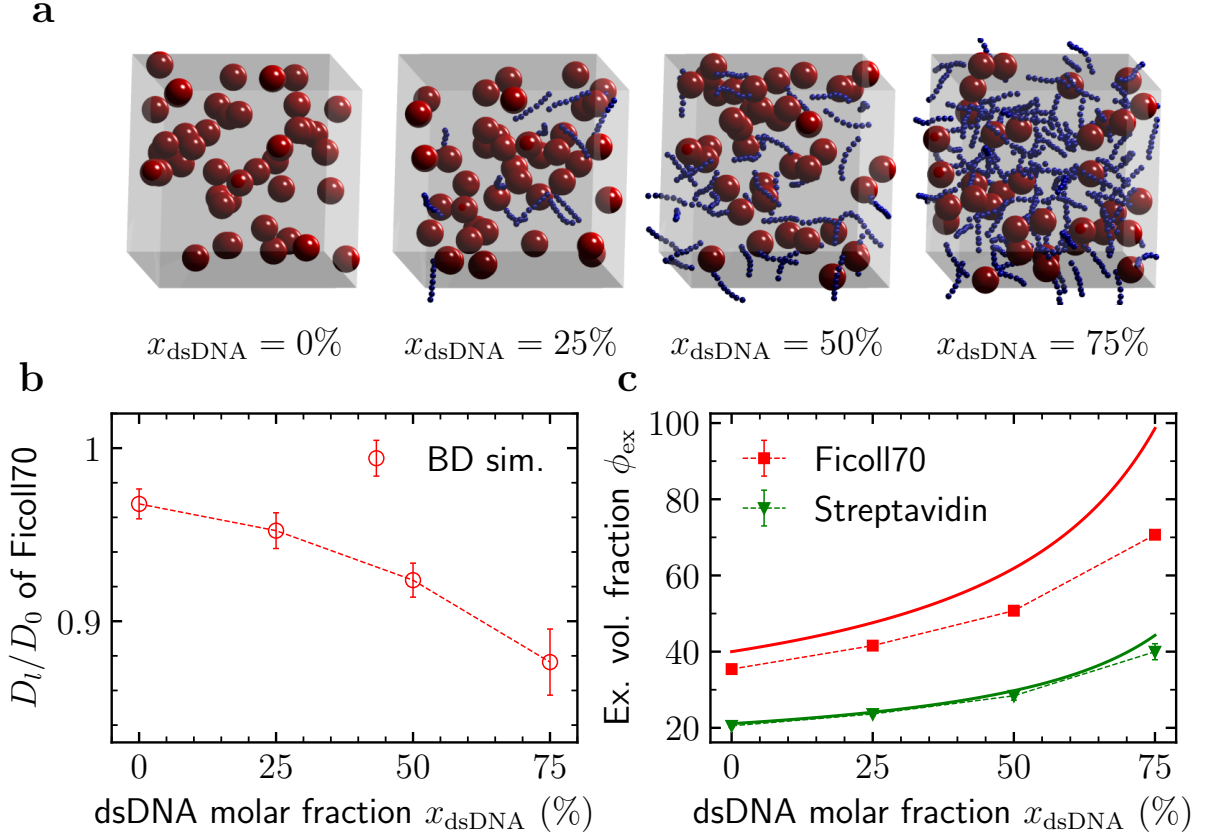 a
x_dsDNA = 0%
x_dsDNA = 25%
x_dsDNA = 50%
x_dsDNA = 75%
b
1
0.9
D_l/D_0 of Ficoll70
BD sim.
0 25 50 75
dsDNA molar fraction x_dsDNA (%)
c
100
80
60
40
20
Ex. vol. fraction ϕ_ex
Ficoll70
Streptavidin
0 25 50 75
dsDNA molar fraction x_dsDNA (%)